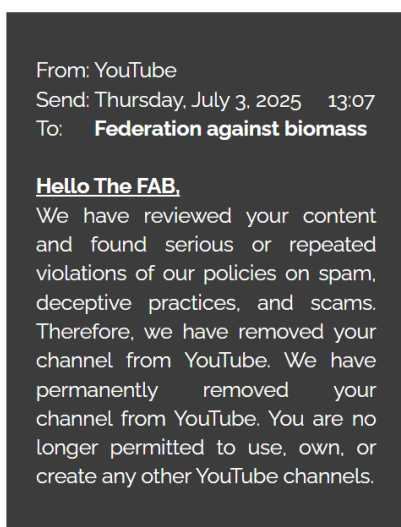 From: YouTube
Send: Thursday, July 3, 2025 13:07
To: Federation against biomass
Hello The FAB,
We have reviewed your content
and found serious or repeated
violations of our policies on spam,
deceptive practices, and scams.
Therefore, we have removed your
channel from YouTube. We have
permanently removed your
channel from YouTube. You are no
longer permitted to use, own, or
create any other YouTube channels.